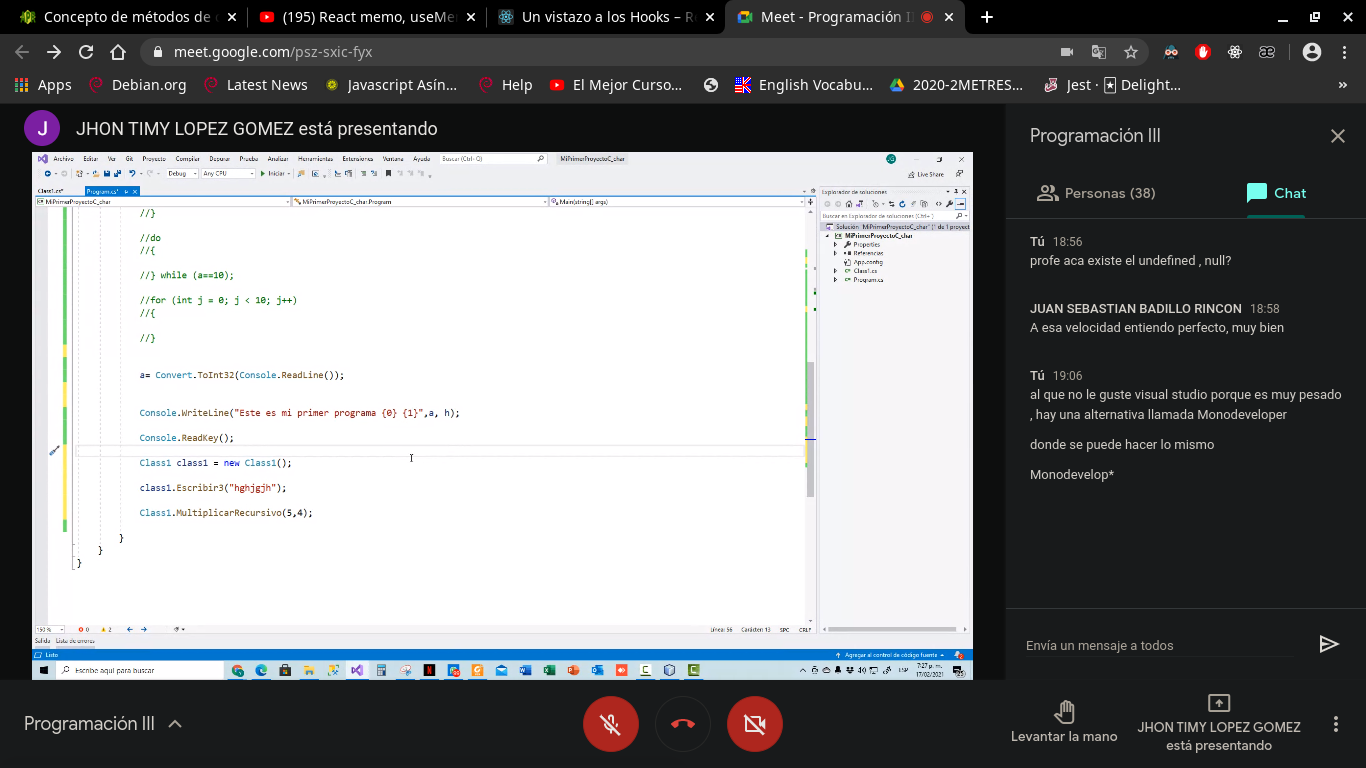 Concepto de métodos de
(195) React memo, useMe
Un vistazo a los Hooks – R
Meet - Programación I
meet.google.com/psz-sxic-fyx
Apps
Debian.org
Latest News
Javascript Asín...
Help
El Mejor Curso...
English Vocabu...
2020-2METRES...
Jest · Delight...
»
J
JHON TIMY LOPEZ GOMEZ está presentando
Archivo Editar Ver Git Proyecto Compilar Depurar Prueba Analizar Herramientas Extensiones Ventana Ayuda Buscar (Ctrl+Q) MiPrimerProyectoC_char
Debug Any CPU Iniciar Live Share
Class1.cs* Program.cs*
MiPrimerProyectoC_char MiPrimerProyectoC_char.Program Main(string[] args)
//}
//do
//{
//} while (a==10);
//for (int j = 0; j < 10; j++)
//{
//}
a= Convert.ToInt32(Console.ReadLine());
Console.WriteLine("Este es mi primer programa {0} {1}",a, h);
Console.ReadKey();
Class1 class1 = new Class1();
class1.Escribir3("hghjgjh");
Class1.MultiplicarRecursivo(5,4);
}
}
}
150 % 0 2 Línea: 56 Carácter: 13 SPC CRLF
Salida Lista de errores
Listo Agregar al control de código fuente
Explorador de soluciones
Buscar en Explorador de soluciones (Ctrl+
Solución "MiPrimerProyectoC_char" (1 de 1 proyect
MiPrimerProyectoC_char
Properties
Referencias
App.config
Class1.cs
Program.cs
Escribe aquí para buscar
ESP
7:27 p. m.
17/02/2021
Programación III
Personas (38)
Chat
Tú 18:56
profe aca existe el undefined , null?
JUAN SEBASTIAN BADILLO RINCON 18:58
A esa velocidad entiendo perfecto, muy bien
Tú 19:06
al que no le guste visual studio porque es muy pesado
, hay una alternativa llamada Monodeveloper
donde se puede hacer lo mismo
Monodevelop*
Envía un mensaje a todos
Programación III
Levantar la mano
JHON TIMY LOPEZ GOMEZ
está presentando